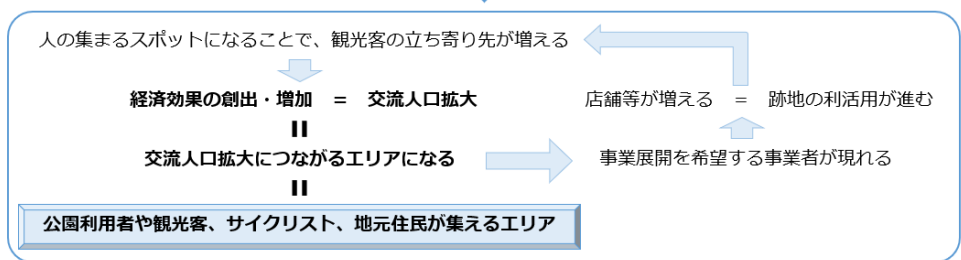 人の集まるスポットになることで、観光客の立ち寄り先が増える
経済効果の創出・増加 = 交流人口拡大
店舗等が増える = 跡地の利活用が進む
=
交流人口拡大につながるエリアになる
事業展開を希望する事業者が現れる
=
公園利用者や観光客、サイクリスト、地元住民が集えるエリア